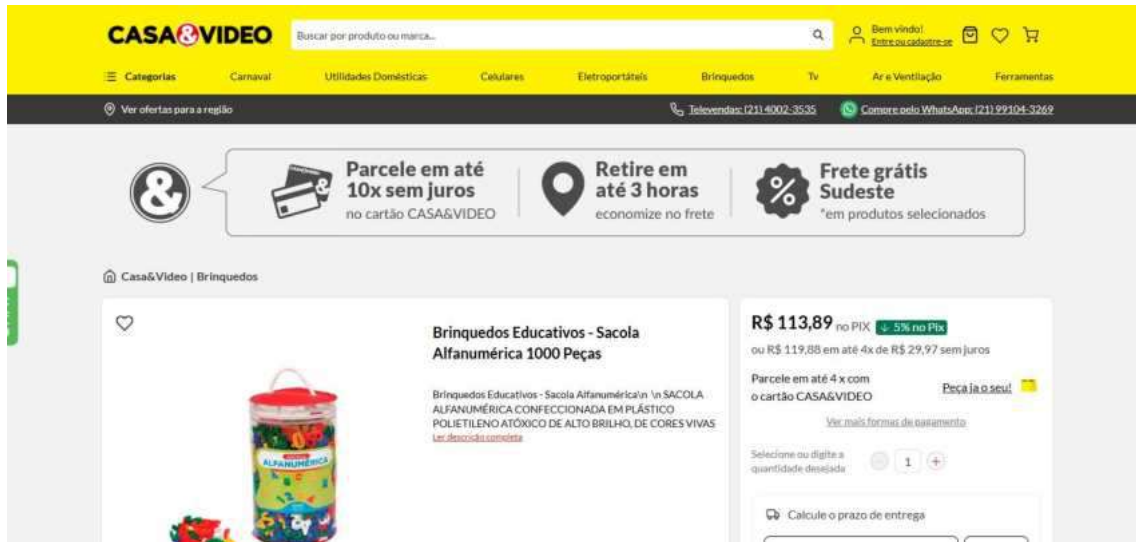 CASA&VIDEO
Buscar por produto ou marca...
Bem vindo!
Entre ou cadastre-se
Categorias Carnaval Utilidades Domésticas Celulares Eletroportáteis Brinquedos Tv Ar e Ventilação Ferramentas
Ver ofertas para a região
Televendas: (21) 4002-3535
Compre pelo WhatsApp: (21) 99104-3269
&
Parcele em até
10x sem juros
no cartão CASA&VIDEO
Retire em
até 3 horas
economize no frete
%
Frete grátis
Sudeste
*em produtos selecionados
Casa&Video | Brinquedos
Brinquedos Educativos - Sacola
Alfanumérica 1000 Peças
Brinquedos Educativos - Sacola Alfanumérica\n \n SACOLA
ALFANUMÉRICA CONFECCIONADA EM PLÁSTICO
POLIETILENO ATÓXICO DE ALTO BRILHO, DE CORES VIVAS
Ler descrição completa
ALFANUMÉRICA
R$ 113,89 no PIX ↓ 5% no Pix
ou R$ 119,88 em até 4x de R$ 29,97 sem juros
Parcele em até 4 x com
o cartão CASA&VIDEO
Peça já o seu!
Ver mais formas de pagamento
Selecione ou digite a
quantidade desejada
1
Calcule o prazo de entrega